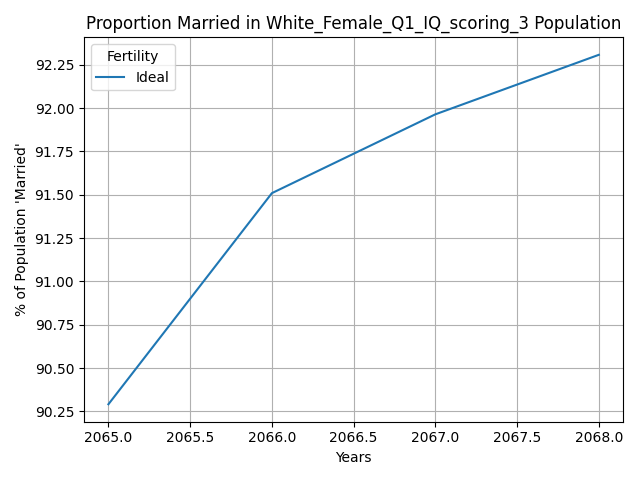 Proportion Married in White_Female_Q1_IQ_scoring_3 Population
Fertility
Ideal
92.25
92.00
91.75
91.50
91.25
91.00
90.75
90.50
90.25
% of Population 'Married'
2065.0 2065.5 2066.0 2066.5 2067.0 2067.5 2068.0
Years